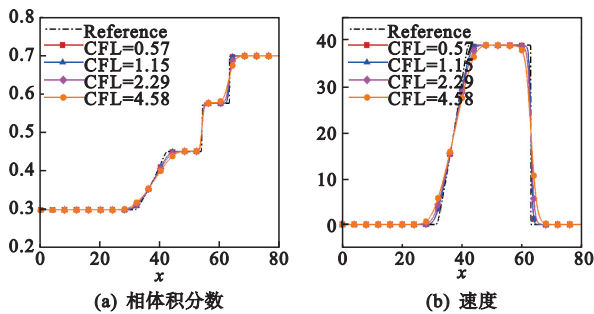 0.8
0.7
0.6
0.5
0.4
0.3
0.2
Reference
CFL=0.57
CFL=1.15
CFL=2.29
CFL=4.58
0 20 40 60 80
x
(a) 相体积分数
40
30
20
10
0
Reference
CFL=0.57
CFL=1.15
CFL=2.29
CFL=4.58
0 20 40 60 80
x
(b) 速度